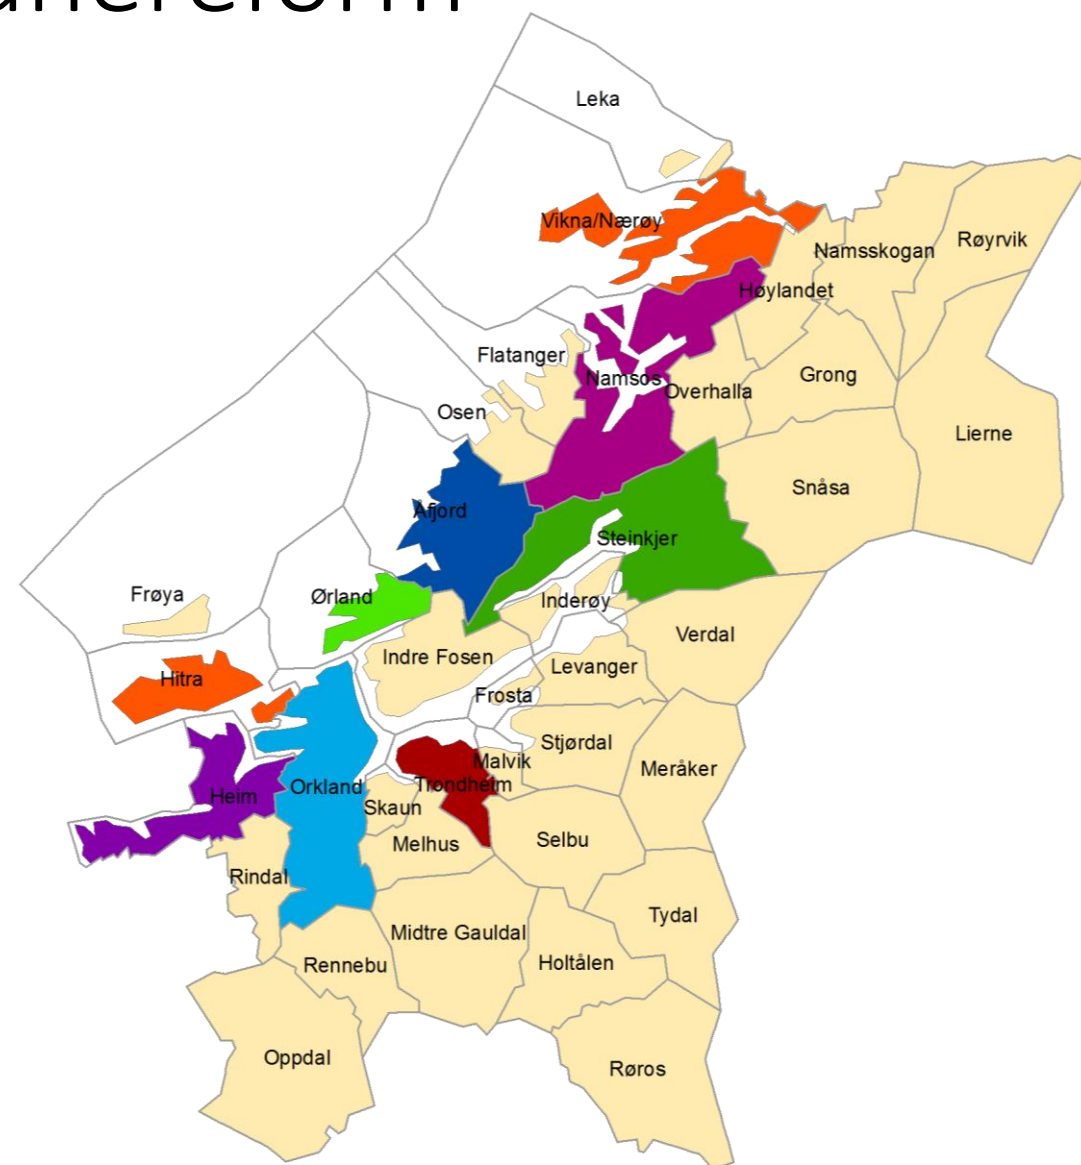 unereform
Leka
Vikna/Nærøy
Namsskogan
Røyrvik
Høylandet
Flatanger
Namsos
Overhalla
Grong
Osen
Lierne
Snåsa
Åfjord
Steinkjer
Frøya
Ørland
Inderøy
Verdal
Indre Fosen
Levanger
Hitra
Frosta
Stjørdal
Malvik
Meråker
Trondheim
Orkland
Heim
Skaun
Melhus
Selbu
Rindal
Tydal
Midtre Gauldal
Holtålen
Rennebu
Oppdal
Røros